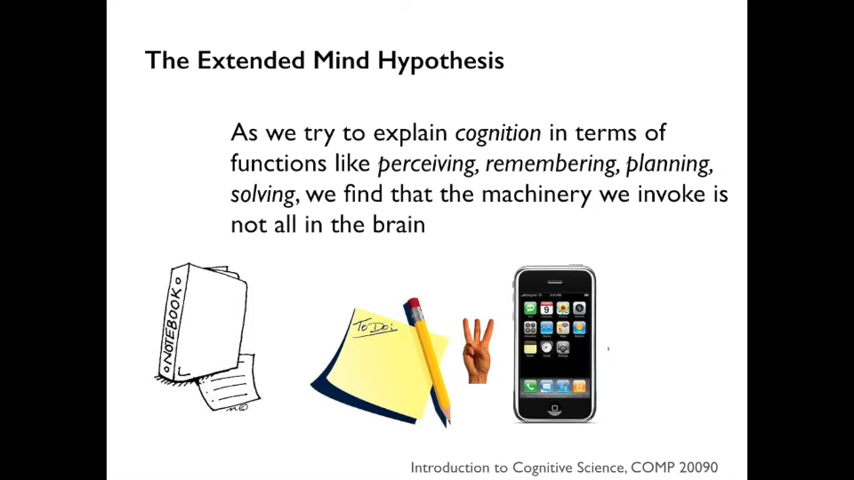 The Extended Mind Hypothesis
As we try to explain cognition in terms of
functions like perceiving, remembering, planning,
solving, we find that the machinery we invoke is
not all in the brain
NOTEBOOK
To Do:
9
Introduction to Cognitive Science, COMP 20090